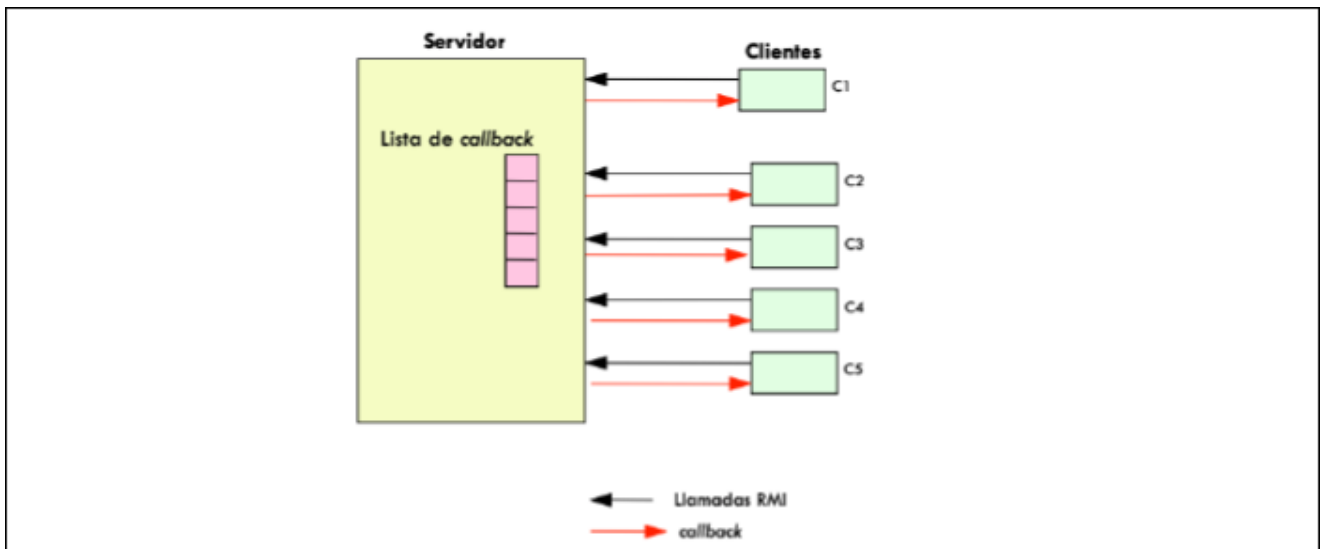 Servidor
Clientes
C1
Lista de callback
C2
C3
C4
C5
Llamadas RMI
callback